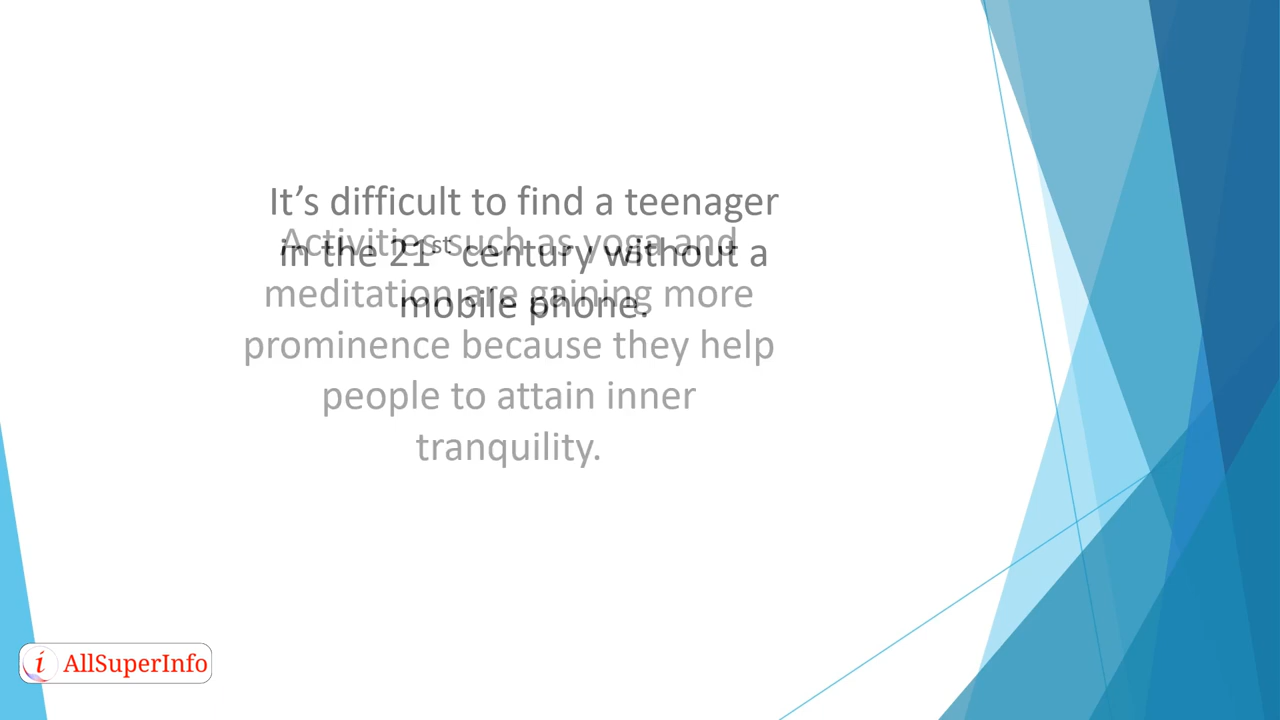 It’s difficult to find a teenager
in the 21st century without a
mobile phone.
Activities such as yoga and
meditation are gaining more
prominence because they help
people to attain inner
tranquility.
i AllSuperInfo